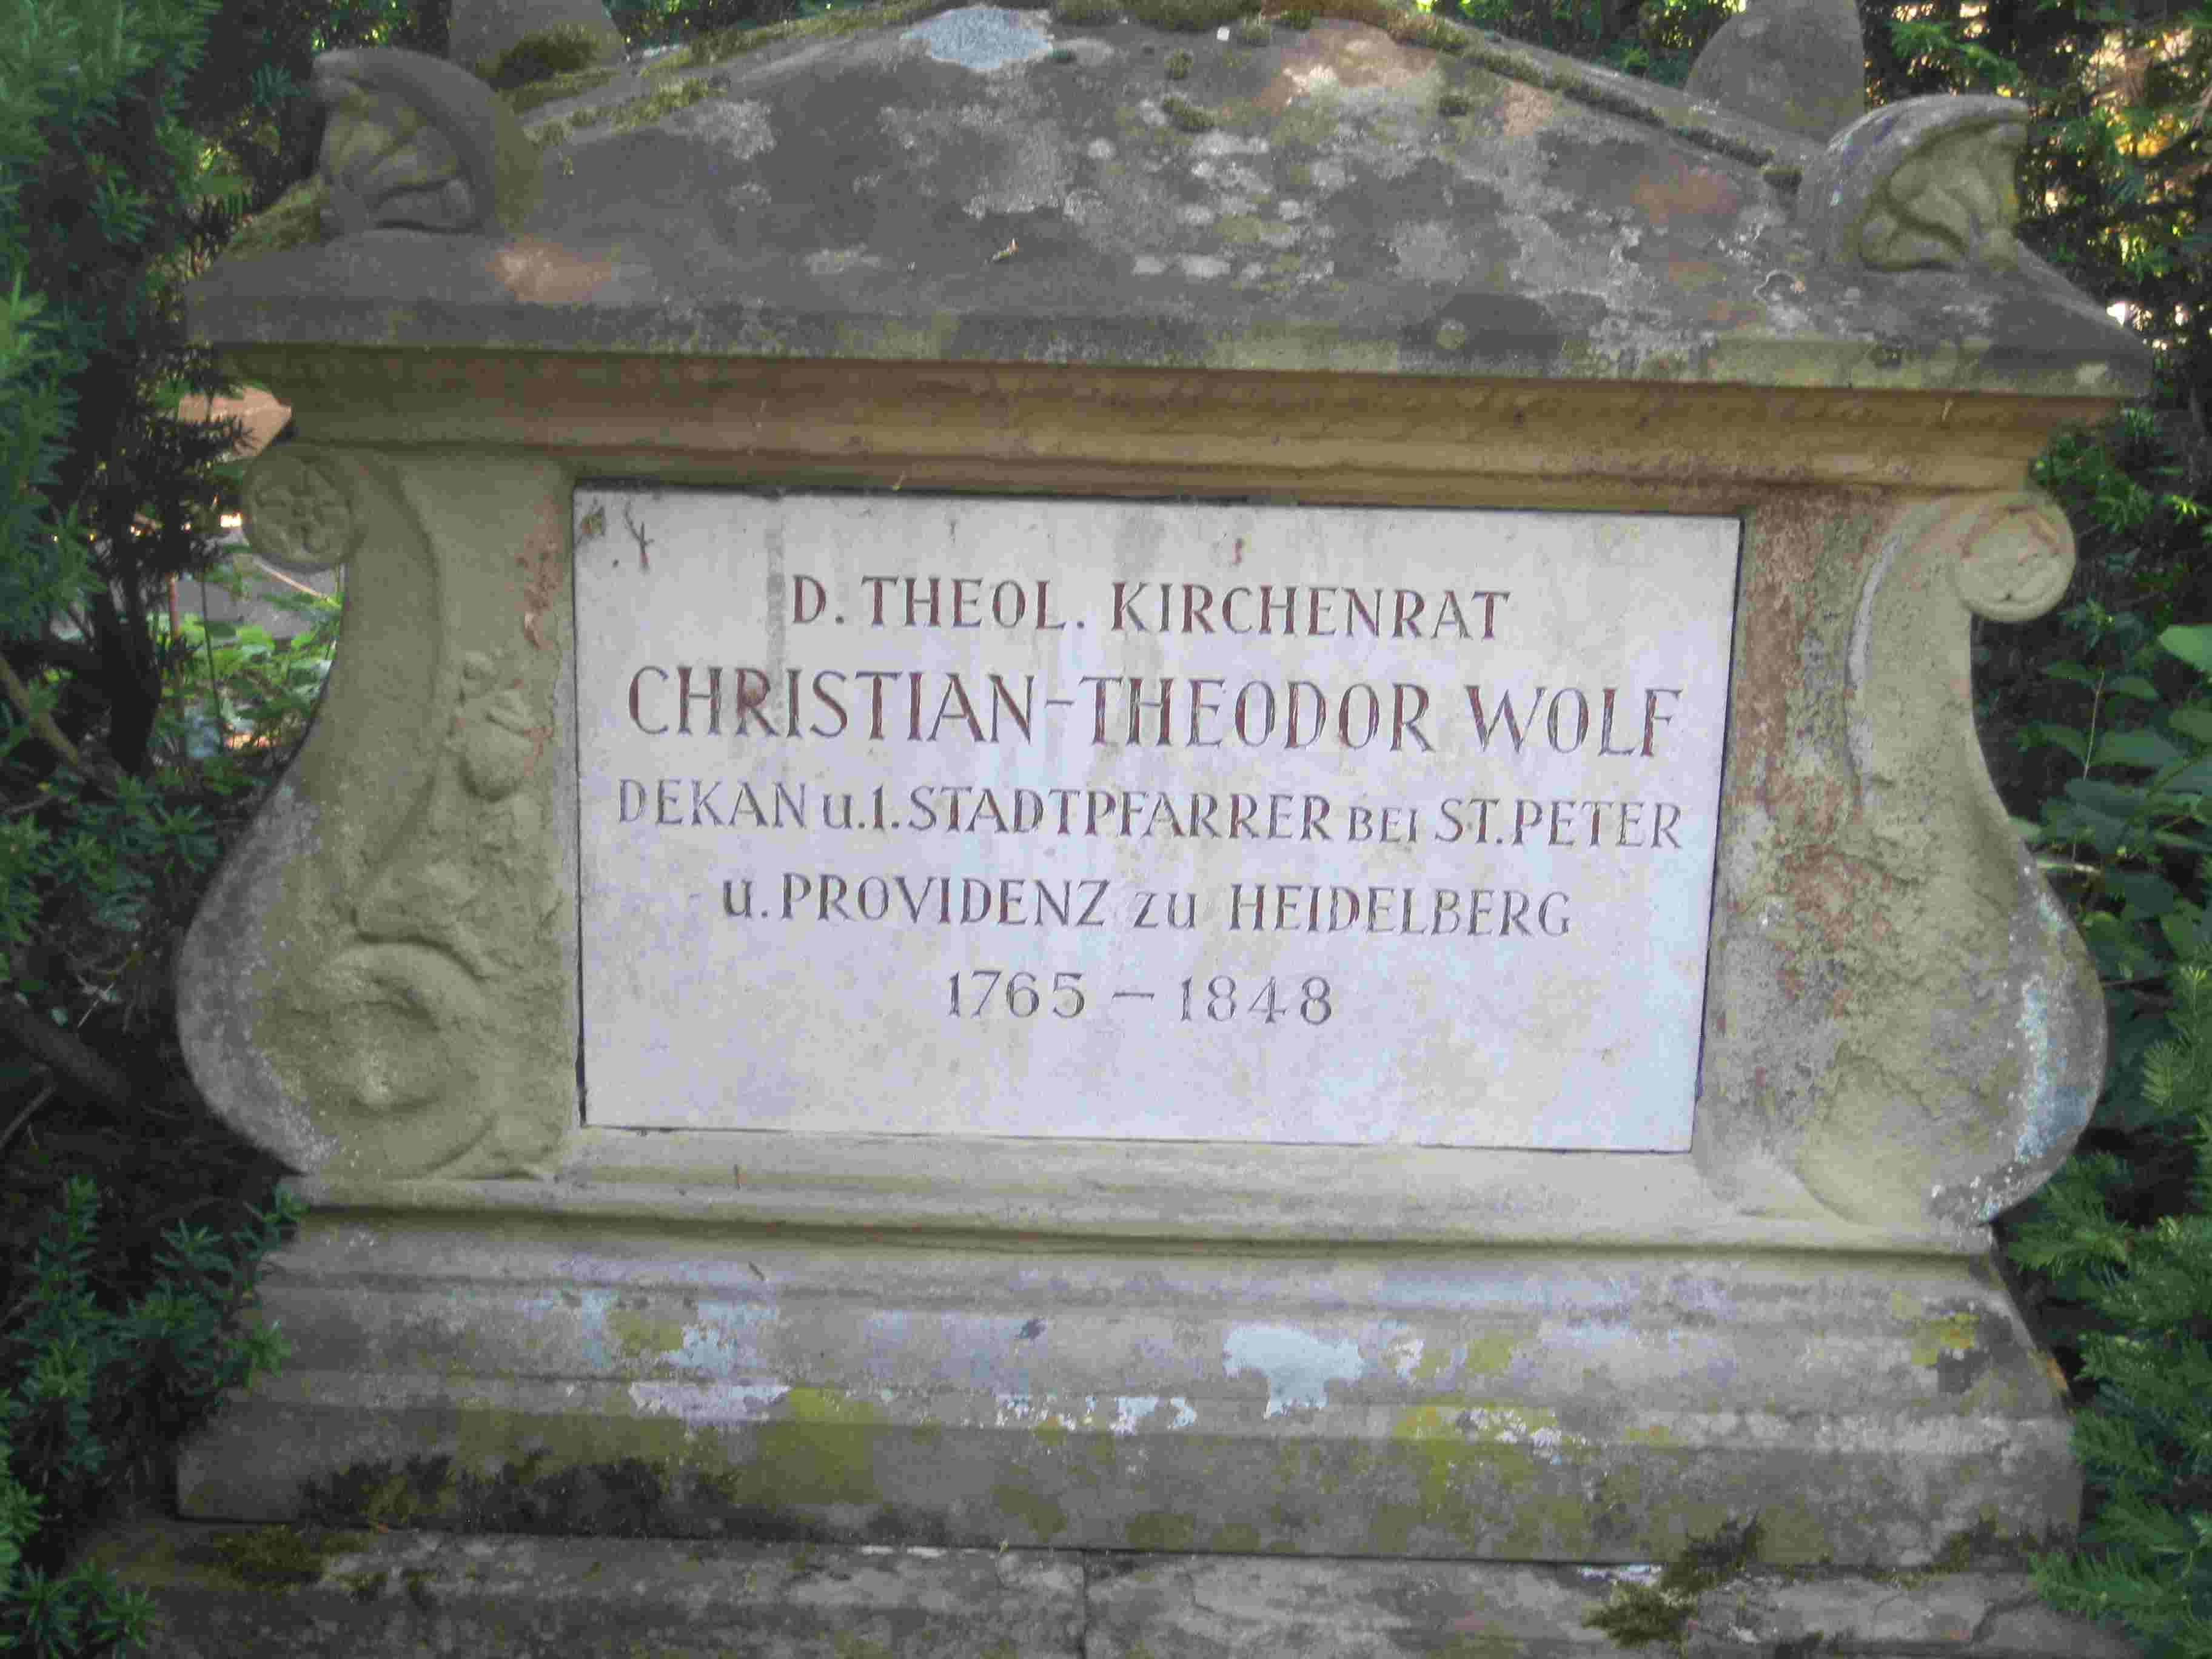 D. THEOL. KIRCHENRAT
CHRISTIAN-THEODOR WOLF
DEKAN u.1.STADTPFARRER BEI ST.PETER
u. PROVIDENZ zu HEIDELBERG
1765 – 1848